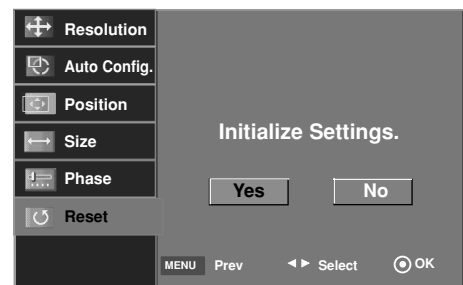 Resolution
Auto Config.
Position
Size
Phase
Reset
Initialize Settings.
Yes No
MENU Prev Select OK